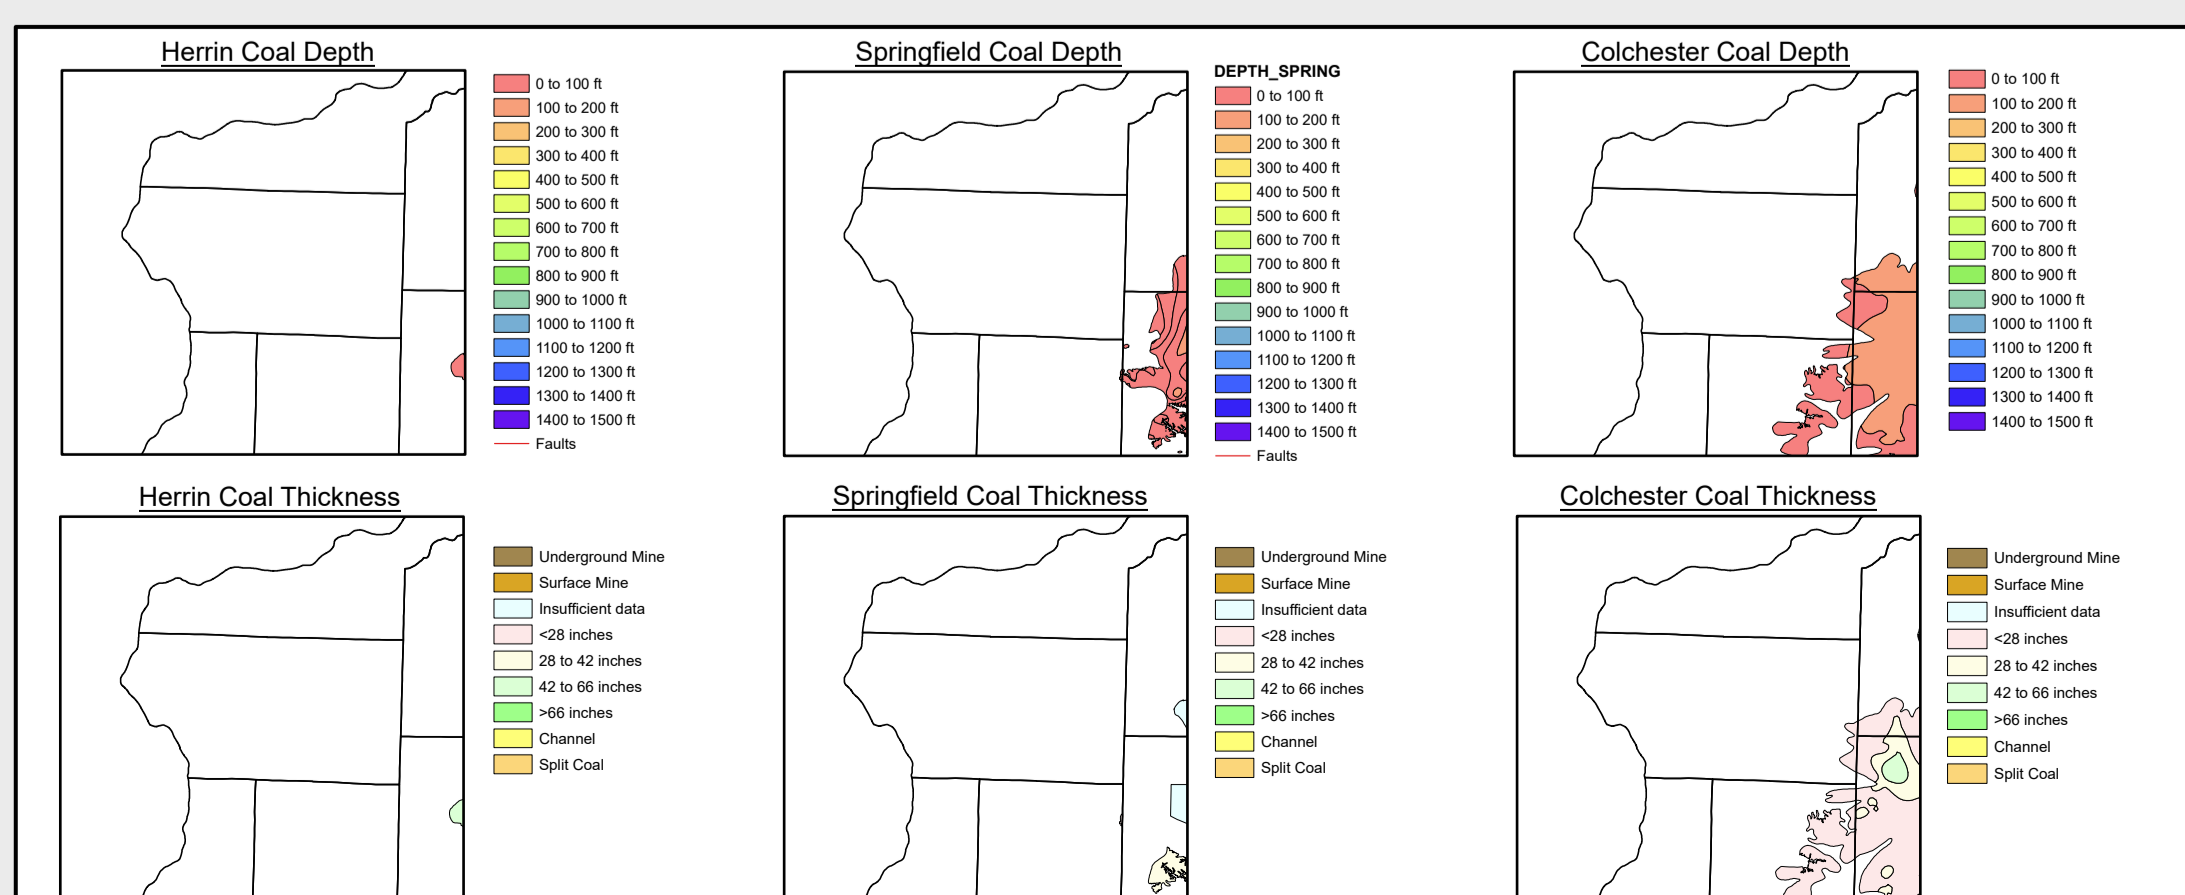 Herrin Coal Depth
0 to 100 ft
100 to 200 ft
200 to 300 ft
300 to 400 ft
400 to 500 ft
500 to 600 ft
600 to 700 ft
700 to 800 ft
800 to 900 ft
900 to 1000 ft
1000 to 1100 ft
1100 to 1200 ft
1200 to 1300 ft
1300 to 1400 ft
1400 to 1500 ft
Faults
Springfield Coal Depth
DEPTH_SPRING
0 to 100 ft
100 to 200 ft
200 to 300 ft
300 to 400 ft
400 to 500 ft
500 to 600 ft
600 to 700 ft
700 to 800 ft
800 to 900 ft
900 to 1000 ft
1000 to 1100 ft
1100 to 1200 ft
1200 to 1300 ft
1300 to 1400 ft
1400 to 1500 ft
Faults
Colchester Coal Depth
0 to 100 ft
100 to 200 ft
200 to 300 ft
300 to 400 ft
400 to 500 ft
500 to 600 ft
600 to 700 ft
700 to 800 ft
800 to 900 ft
900 to 1000 ft
1000 to 1100 ft
1100 to 1200 ft
1200 to 1300 ft
1300 to 1400 ft
1400 to 1500 ft
Herrin Coal Thickness
Underground Mine
Surface Mine
Insufficient data
<28 inches
28 to 42 inches
42 to 66 inches
>66 inches
Channel
Split Coal
Springfield Coal Thickness
Underground Mine
Surface Mine
Insufficient data
<28 inches
28 to 42 inches
42 to 66 inches
>66 inches
Channel
Split Coal
Colchester Coal Thickness
Underground Mine
Surface Mine
Insufficient data
<28 inches
28 to 42 inches
42 to 66 inches
>66 inches
Channel
Split Coal